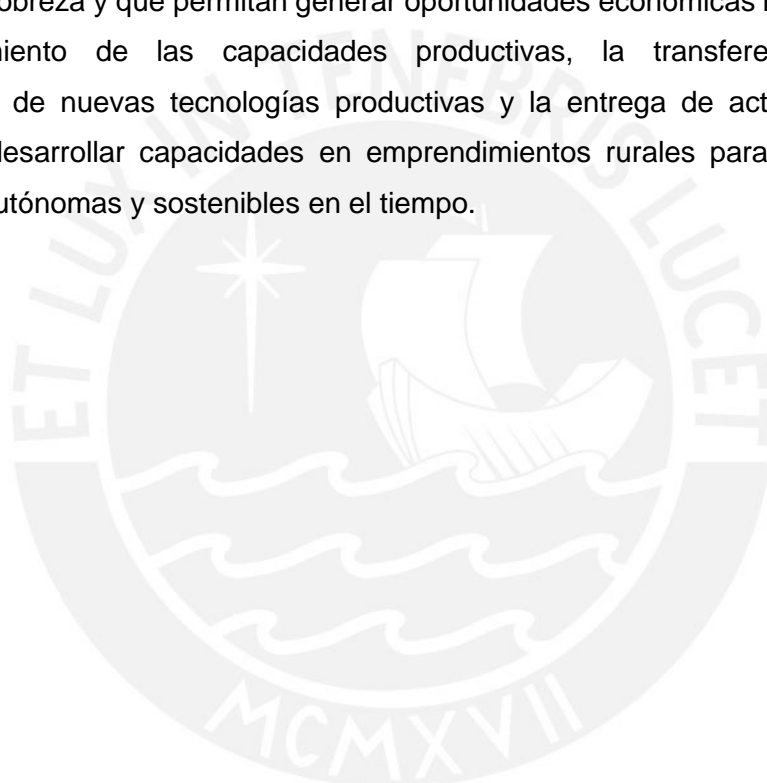 obreza y que permitan generar oportunidades económicas
miento de las capacidades productivas, la transfere
de nuevas tecnologías productivas y la entrega de act
desarrollar capacidades en emprendimientos rurales para
utónomas y sostenibles en el tiempo.
ET LUX IN TENEBRIS LUCET
MCMXVII